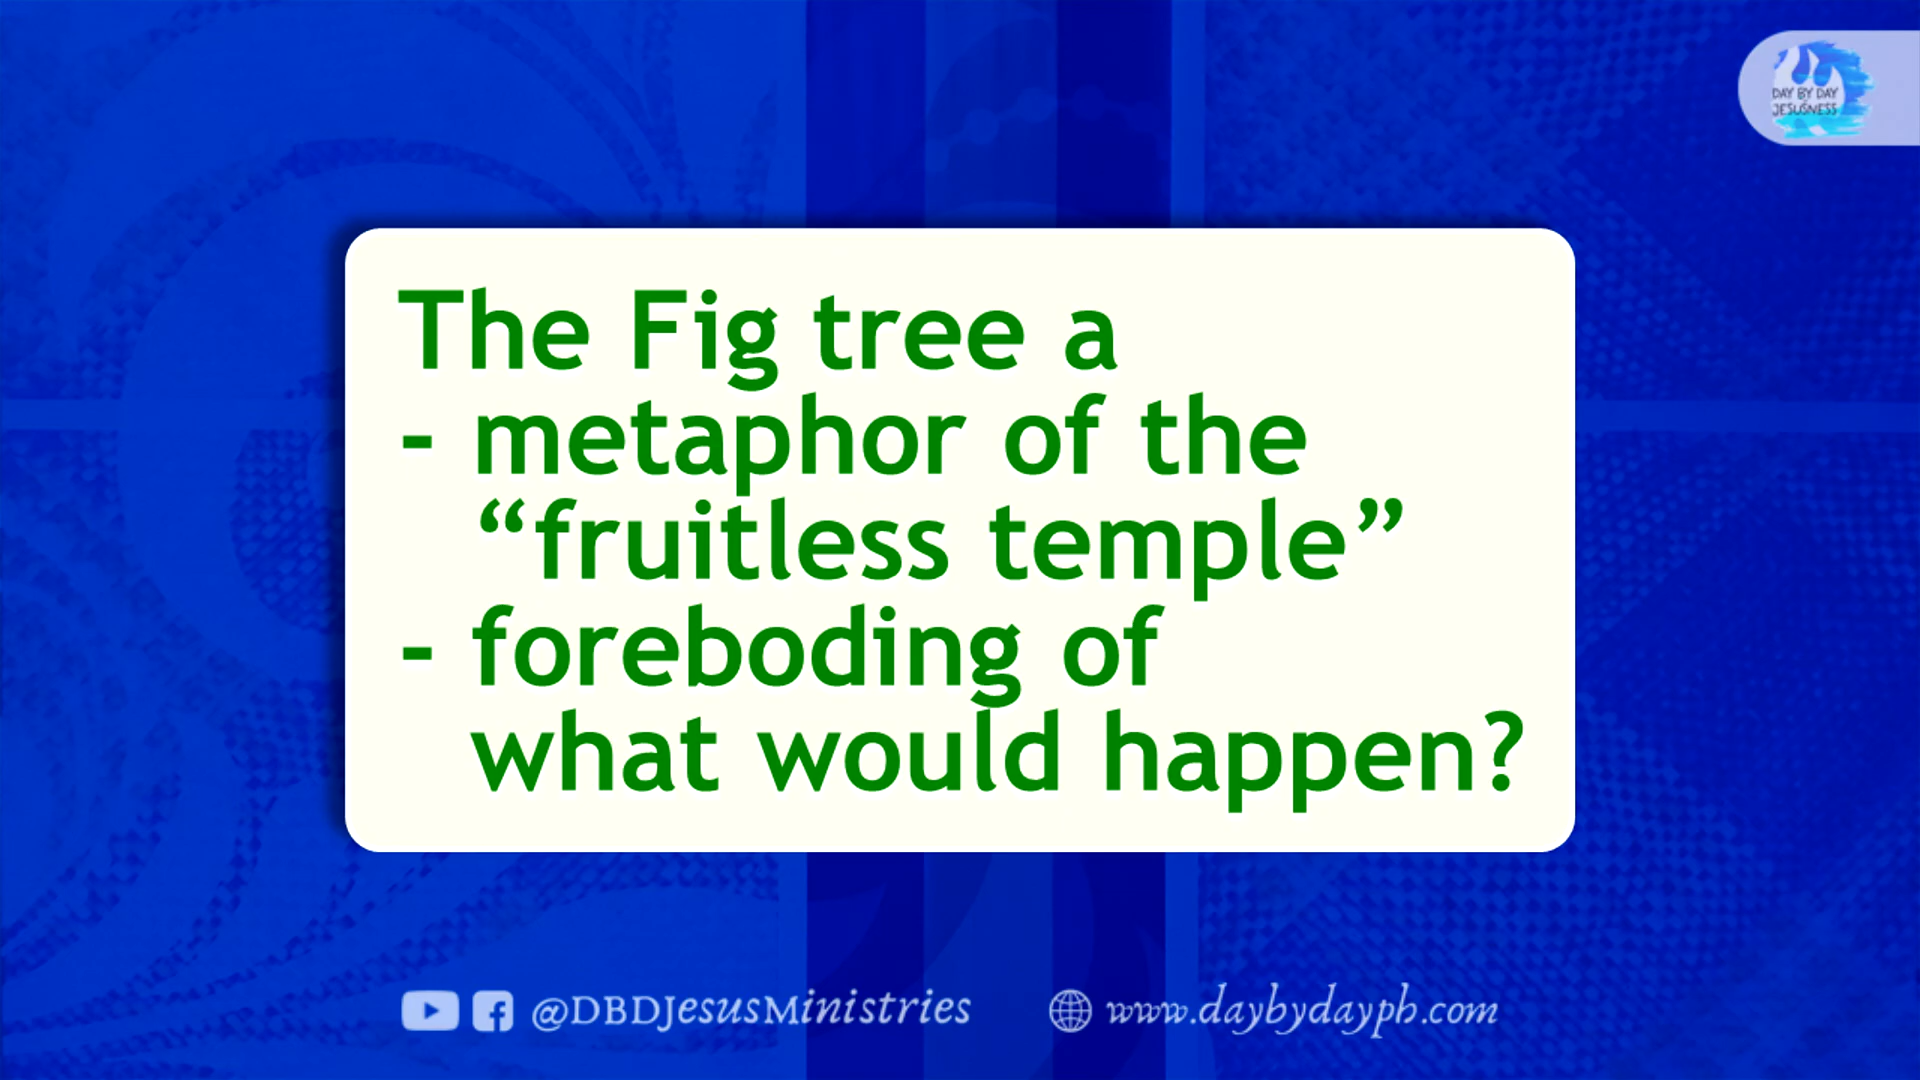 DAY BY DAY
JESUSNESS
The Fig tree a
- metaphor of the
“fruitless temple”
- foreboding of
what would happen?
@DBDJesusMinistries
www.daybydayph.com